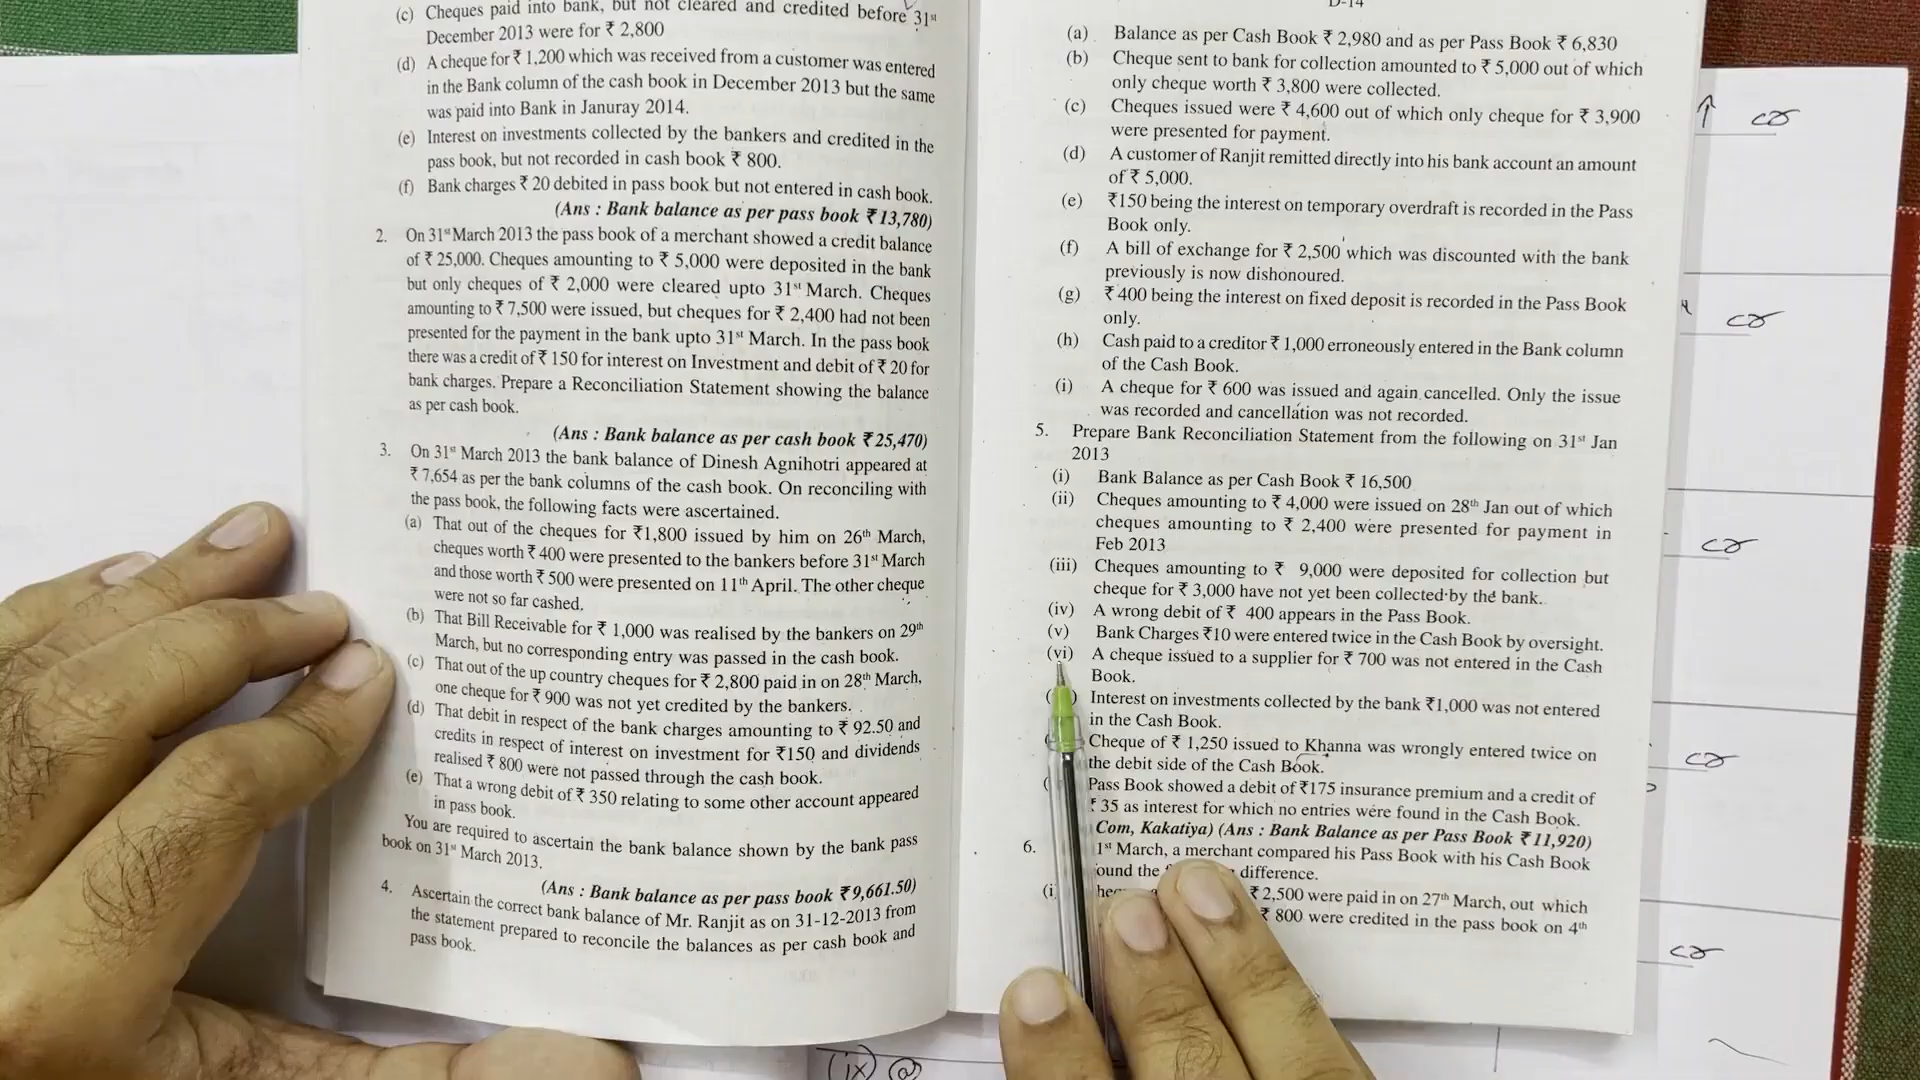 (c) Cheques paid into bank, but not cleared and credited before 31st
December 2013 were for ₹ 2,800
(d) A cheque for ₹ 1,200 which was received from a customer was entered
in the Bank column of the cash book in December 2013 but the same
was paid into Bank in Januray 2014.
(e) Interest on investments collected by the bankers and credited in the
pass book, but not recorded in cash book ₹ 800.
(f) Bank charges ₹ 20 debited in pass book but not entered in cash book.
(Ans : Bank balance as per pass book ₹ 13,780)
2. On 31st March 2013 the pass book of a merchant showed a credit balance
of ₹ 25,000. Cheques amounting to ₹ 5,000 were deposited in the bank
but only cheques of ₹ 2,000 were cleared upto 31st March. Cheques
amounting to ₹ 7,500 were issued, but cheques for ₹ 2,400 had not been
presented for the payment in the bank upto 31st March. In the pass book
there was a credit of ₹ 150 for interest on Investment and debit of ₹ 20 for
bank charges. Prepare a Reconciliation Statement showing the balance
as per cash book.
(Ans : Bank balance as per cash book ₹ 25,470)
3. On 31st March 2013 the bank balance of Dinesh Agnihotri appeared at
₹ 7,654 as per the bank columns of the cash book. On reconciling with
the pass book, the following facts were ascertained.
(a) That out of the cheques for ₹1,800 issued by him on 26th March,
cheques worth ₹ 400 were presented to the bankers before 31st March
and those worth ₹ 500 were presented on 11th April. The other cheque
were not so far cashed.
(b) That Bill Receivable for ₹ 1,000 was realised by the bankers on 29th
March, but no corresponding entry was passed in the cash book.
(c) That out of the up country cheques for ₹ 2,800 paid in on 28th March,
one cheque for ₹ 900 was not yet credited by the bankers.
(d) That debit in respect of the bank charges amounting to ₹ 92.50 and
credits in respect of interest on investment for ₹150 and dividends
realised ₹ 800 were not passed through the cash book.
(e) That a wrong debit of ₹ 350 relating to some other account appeared
in pass book.
You are required to ascertain the bank balance shown by the bank pass
book on 31st March 2013.
(Ans : Bank balance as per pass book ₹ 9,661.50)
4. Ascertain the correct bank balance of Mr. Ranjit as on 31-12-2013 from
the statement prepared to reconcile the balances as per cash book and
pass book.
D-14
(a) Balance as per Cash Book ₹ 2,980 and as per Pass Book ₹ 6,830
(b) Cheque sent to bank for collection amounted to ₹ 5,000 out of which
only cheque worth ₹ 3,800 were collected.
(c) Cheques issued were ₹ 4,600 out of which only cheque for ₹ 3,900
were presented for payment.
(d) A customer of Ranjit remitted directly into his bank account an amount
of ₹ 5,000.
(e) ₹150 being the interest on temporary overdraft is recorded in the Pass
Book only.
(f) A bill of exchange for ₹ 2,500 which was discounted with the bank
previously is now dishonoured.
(g) ₹ 400 being the interest on fixed deposit is recorded in the Pass Book
only.
(h) Cash paid to a creditor ₹ 1,000 erroneously entered in the Bank column
of the Cash Book.
(i) A cheque for ₹ 600 was issued and again cancelled. Only the issue
was recorded and cancellation was not recorded.
5. Prepare Bank Reconciliation Statement from the following on 31st Jan
2013
(i) Bank Balance as per Cash Book ₹ 16,500
(ii) Cheques amounting to ₹ 4,000 were issued on 28th Jan out of which
cheques amounting to ₹ 2,400 were presented for payment in
Feb 2013
(iii) Cheques amounting to ₹ 9,000 were deposited for collection but
cheque for ₹ 3,000 have not yet been collected by the bank.
(iv) A wrong debit of ₹ 400 appears in the Pass Book.
(v) Bank Charges ₹10 were entered twice in the Cash Book by oversight.
(vi) A cheque issued to a supplier for ₹ 700 was not entered in the Cash
Book.
Interest on investments collected by the bank ₹1,000 was not entered
in the Cash Book.
Cheque of ₹ 1,250 issued to Khanna was wrongly entered twice on
the debit side of the Cash Book.
Pass Book showed a debit of ₹175 insurance premium and a credit of
₹ 35 as interest for which no entries were found in the Cash Book.
Com, Kakatiya) (Ans : Bank Balance as per Pass Book ₹ 11,920)
6. 1st March, a merchant compared his Pass Book with his Cash Book
the difference.
₹ 2,500 were paid in on 27th March, out which
₹ 800 were credited in the pass book on 4th
cr
cr
cr
cr
cr
(ix)